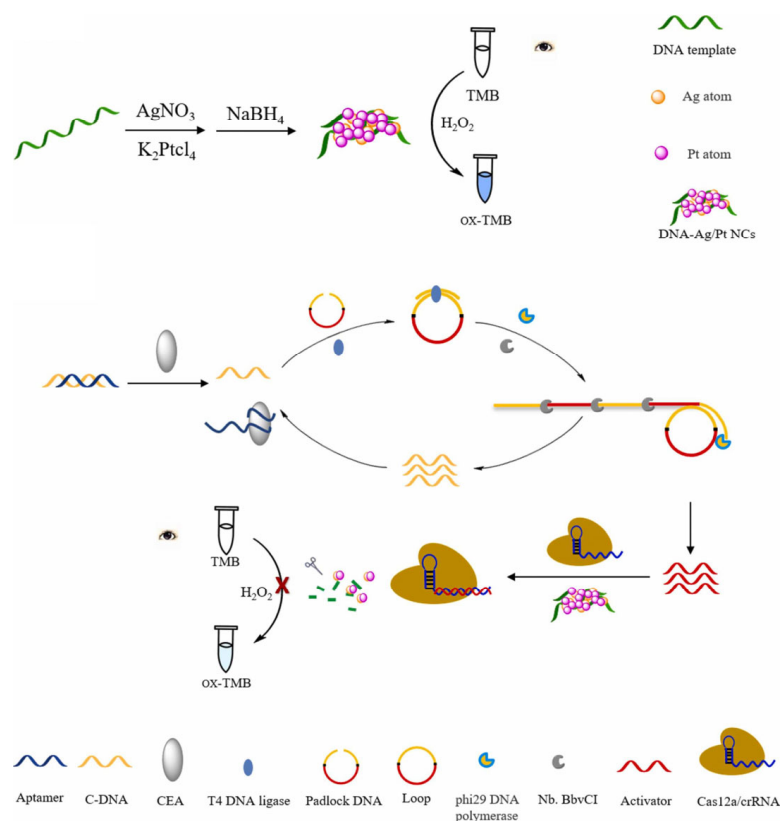 DNA template
AgNO₃
NaBH₄
K₂Ptcl₄
TMB
H₂O₂
ox-TMB
Ag atom
Pt atom
DNA-Ag/Pt NCs
TMB
H₂O₂
X
ox-TMB
Aptamer
C-DNA
CEA
T4 DNA ligase
Padlock DNA
Loop
phi29 DNA
polymerase
Nb. BbvCI
Activator
Cas12a/crRNA